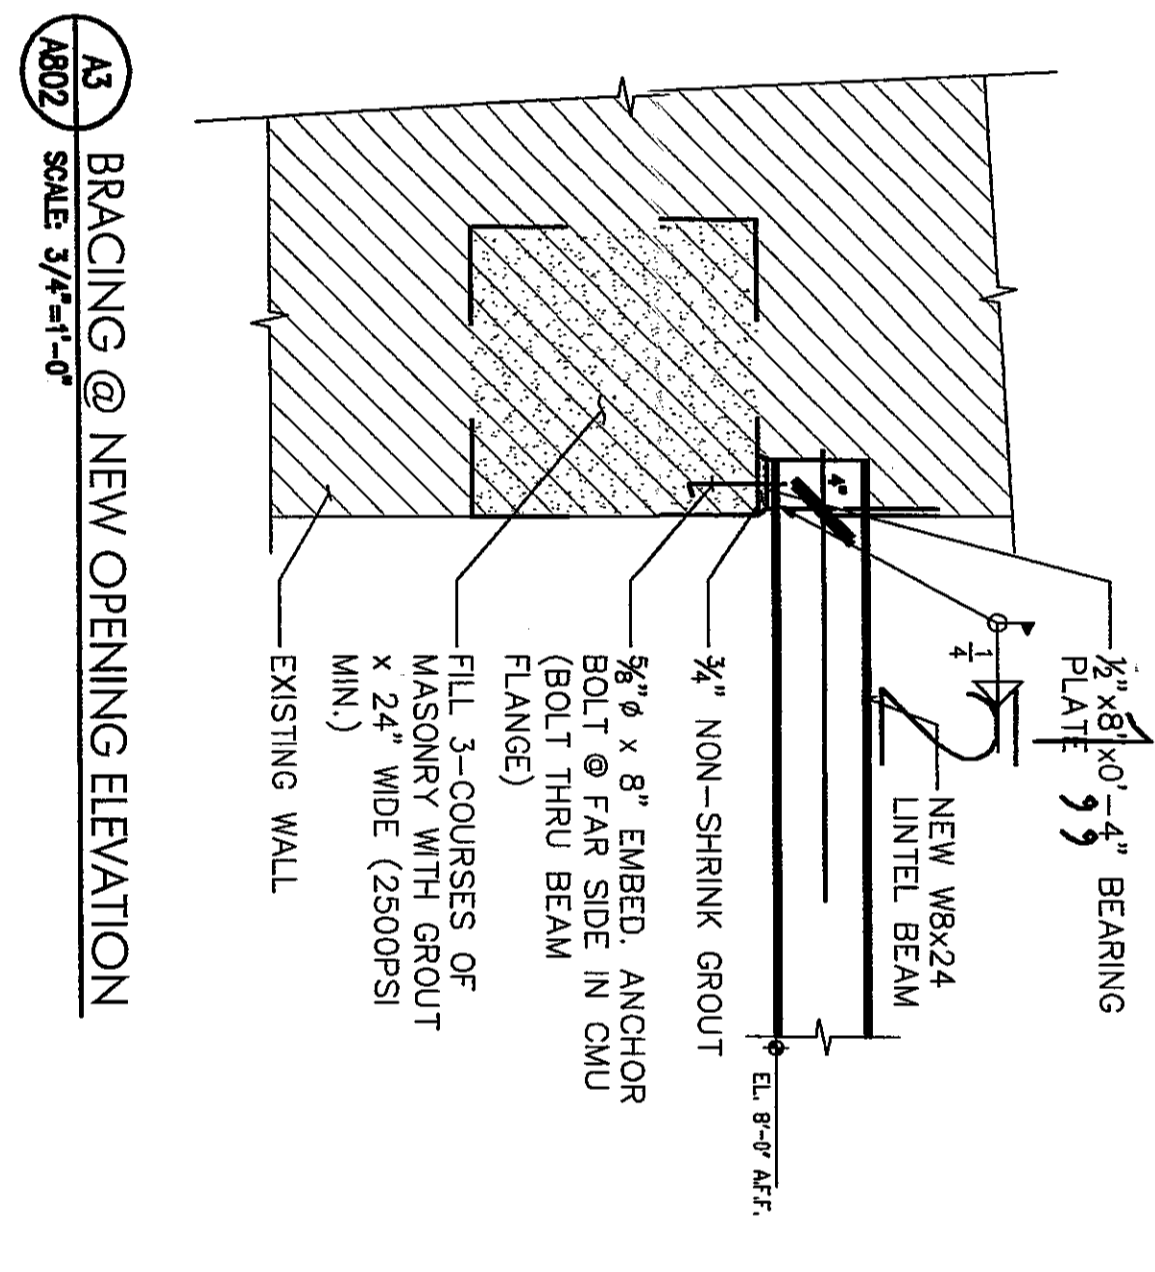 ½"x8"x0'-4" BEARING
PLATE
1
4
NEW W8x24
LINTEL BEAM
4"
EL. 8'-0" A.F.F.
¾" NON-SHRINK GROUT
⅝"ø x 8" EMBED. ANCHOR
BOLT @ FAR SIDE IN CMU
(BOLT THRU BEAM
FLANGE)
FILL 3-COURSES OF
MASONRY WITH GROUT
x 24" WIDE (2500PSI
MIN.)
EXISTING WALL
A3
A802
BRACING @ NEW OPENING ELEVATION
SCALE: 3/4"=1'-0"